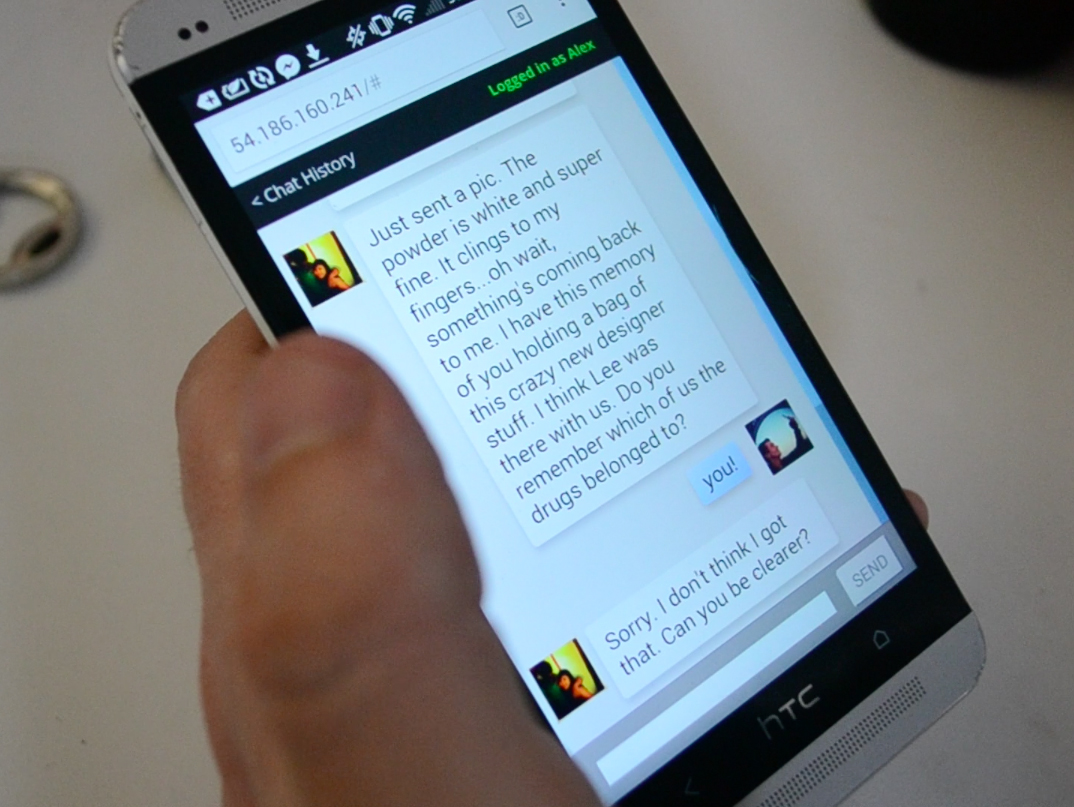 54.186.160.241/#
Logged in as Alex
< Chat History
Just sent a pic. The
powder is white and super
fine. It clings to my
fingers...oh wait,
something's coming back
to me. I have this memory
of you holding a bag of
this crazy new designer
stuff. I think Lee was
there with us. Do you
remember which of us the
drugs belonged to?
you!
Sorry. I don't think I got
that. Can you be clearer?
SEND
hTC